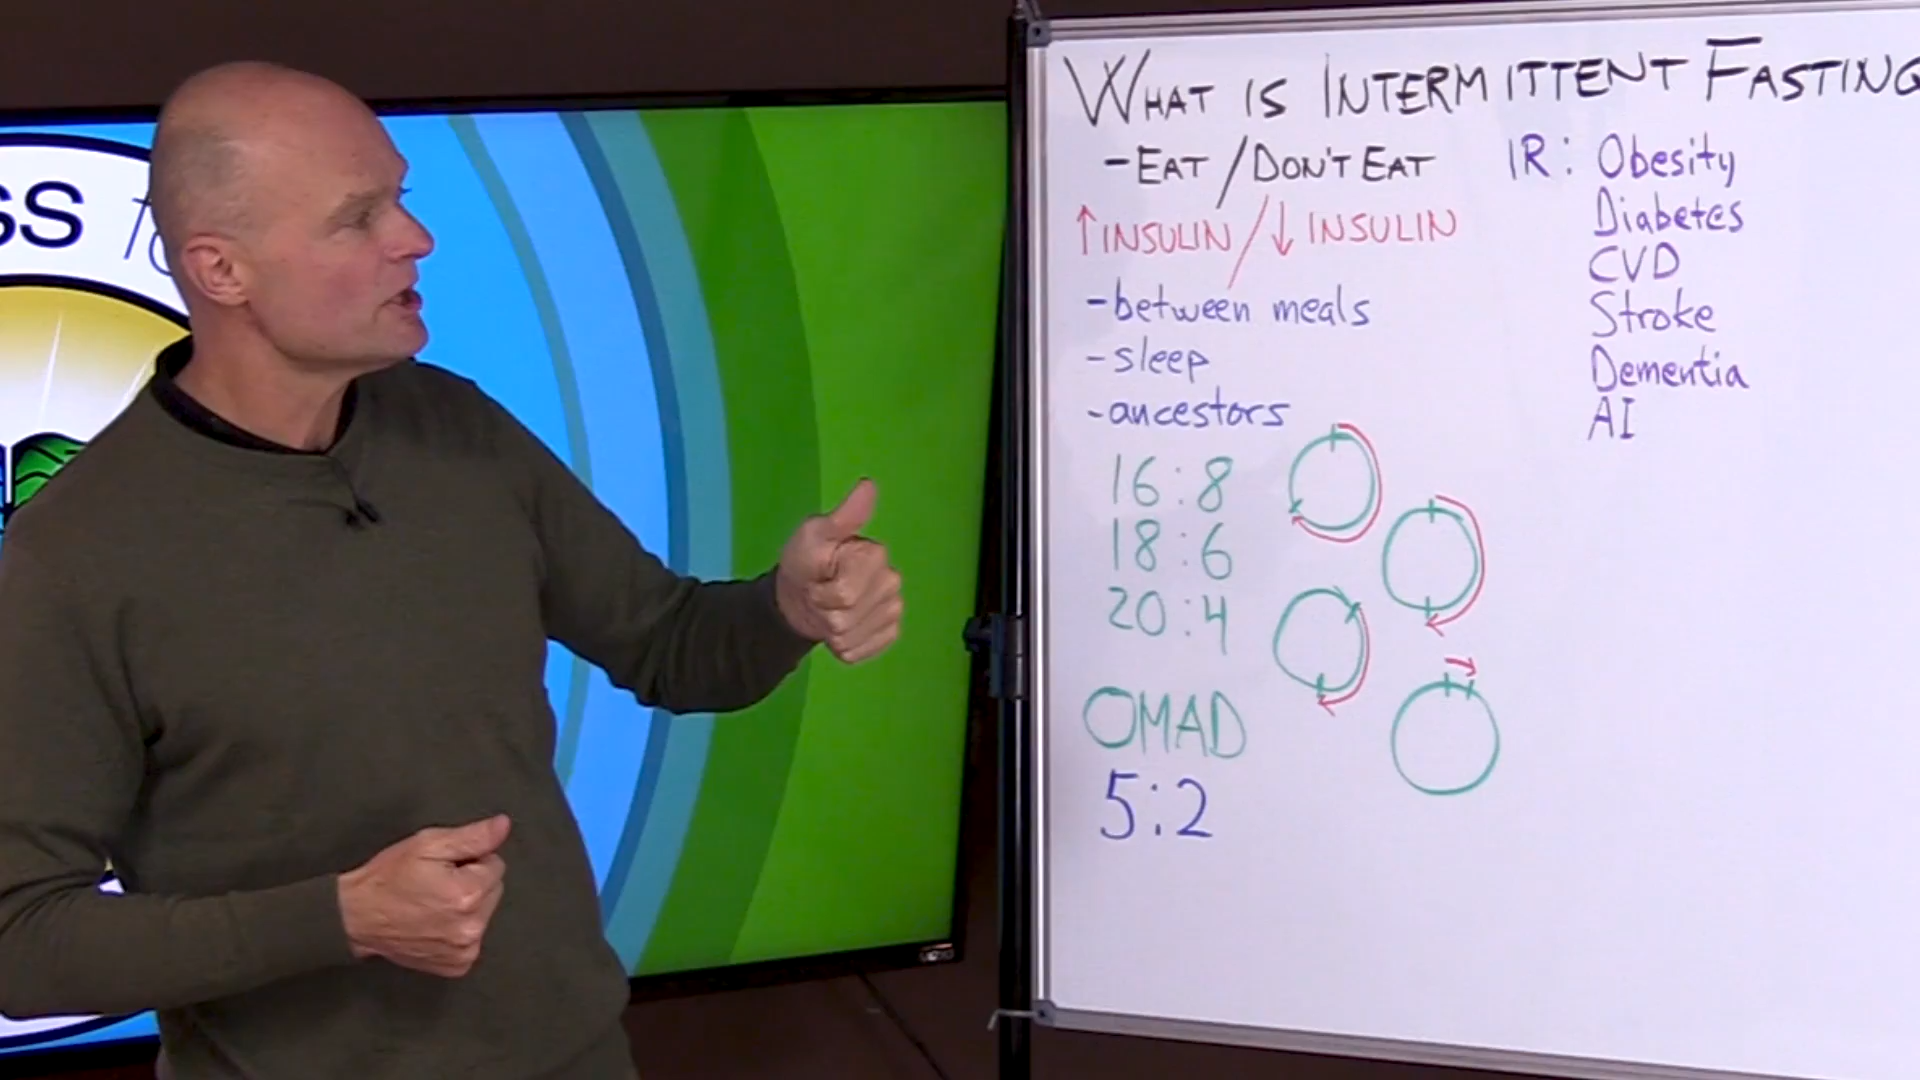 WHAT IS INTERMITTENT FASTING
-EAT/DON'T EAT
↑INSULIN/↓INSULIN
-between meals
-sleep
-ancestors
16:8
18:6
20:4
OMAD
5:2
IR: Obesity
Diabetes
CVD
Stroke
Dementia
AI